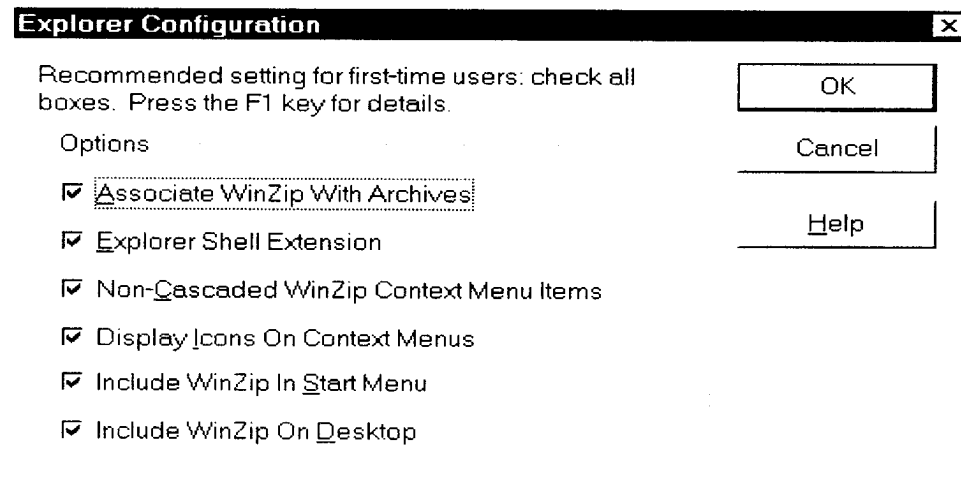 Explorer Configuration
Recommended setting for first-time users: check all
boxes. Press the F1 key for details.
OK
Options
Cancel
Associate WinZip With Archives
Help
Explorer Shell Extension
Non-Cascaded WinZip Context Menu Items
Display Icons On Context Menus
Include WinZip In Start Menu
Include WinZip On Desktop